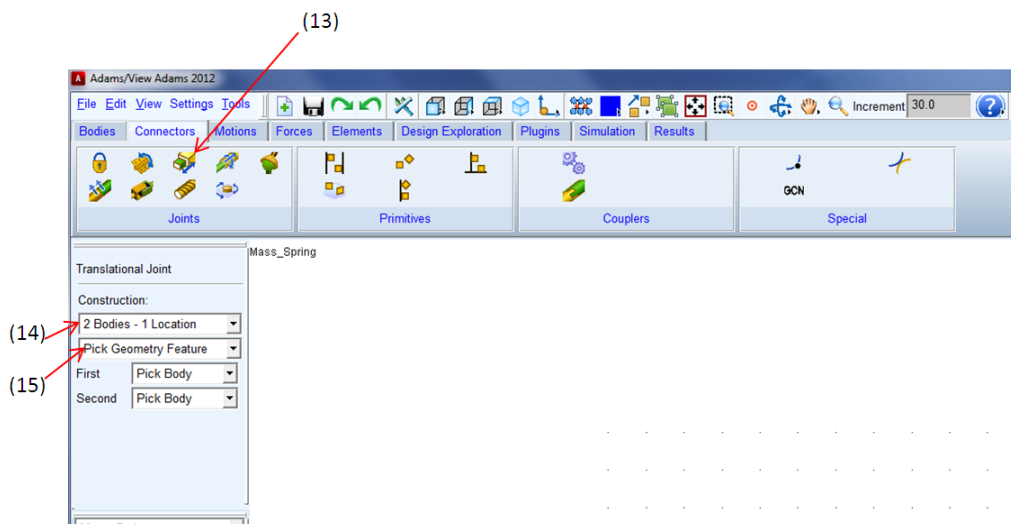 (13)
Adams/View Adams 2012
File Edit View Settings Tools Increment 30.0
Bodies Connectors Motions Forces Elements Design Exploration Plugins Simulation Results
GCN
Joints Primitives Couplers Special
Mass_Spring
Translational Joint
Construction:
(14) 2 Bodies - 1 Location
Pick Geometry Feature
(15) First Pick Body
Second Pick Body